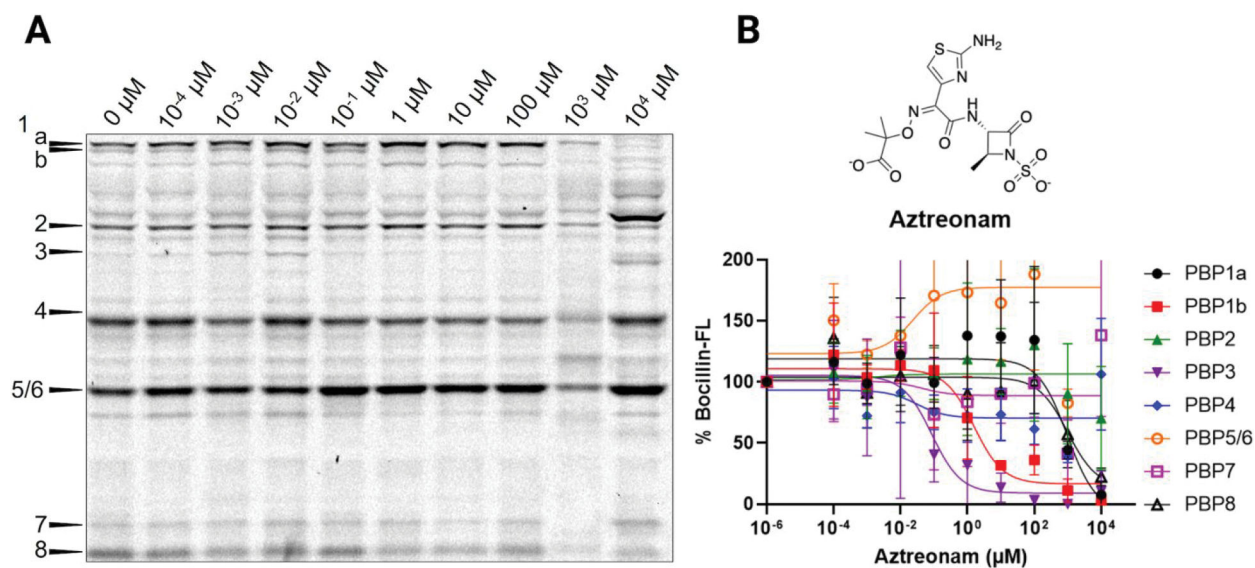 A
0 µM 10⁻⁴ µM 10⁻³ µM 10⁻² µM 10⁻¹ µM 1 µM 10 µM 100 µM 10³ µM 10⁴ µM
1
a
b
2
3
4
5/6
7
8
B
NH₂
S
N
H
N
N
O
O
O
N
⁻O
O
S
O
O
O⁻
Aztreonam
% Bocillin-FL
200
150
100
50
0
10⁻⁶ 10⁻⁴ 10⁻² 10⁰ 10² 10⁴
Aztreonam (µM)
PBP1a
PBP1b
PBP2
PBP3
PBP4
PBP5/6
PBP7
PBP8